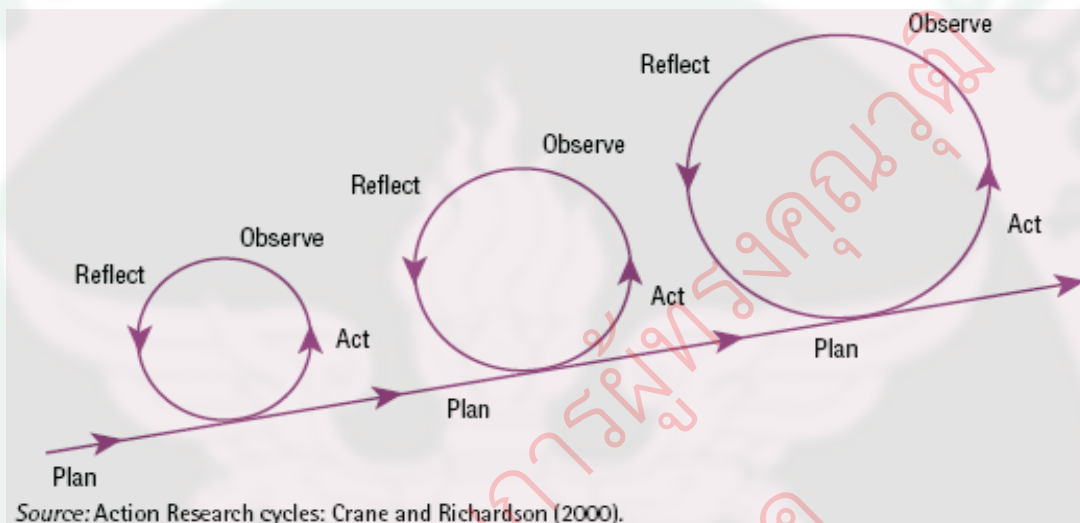 Observe
Reflect
Observe
Reflect
Act
Observe
Reflect
Act
Act
Plan
Plan
Plan
Source: Action Research cycles: Crane and Richardson (2000).